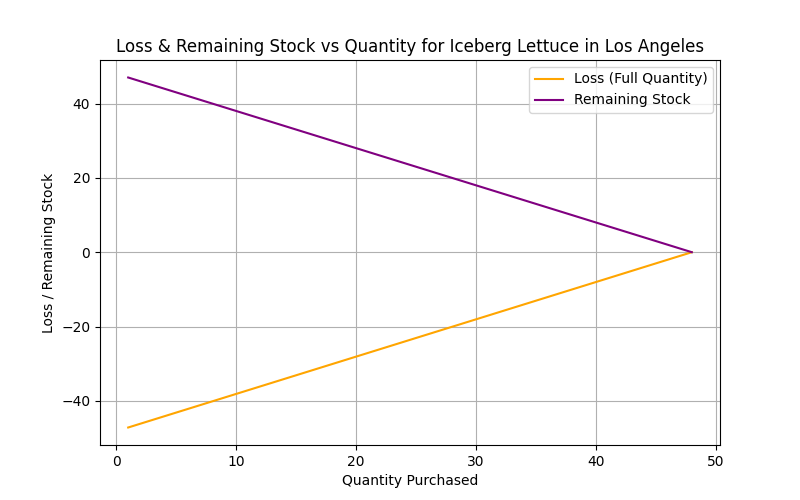 Loss & Remaining Stock vs Quantity for Iceberg Lettuce in Los Angeles
Loss (Full Quantity)
Remaining Stock
Loss / Remaining Stock
40
20
0
−20
−40
0 10 20 30 40 50
Quantity Purchased